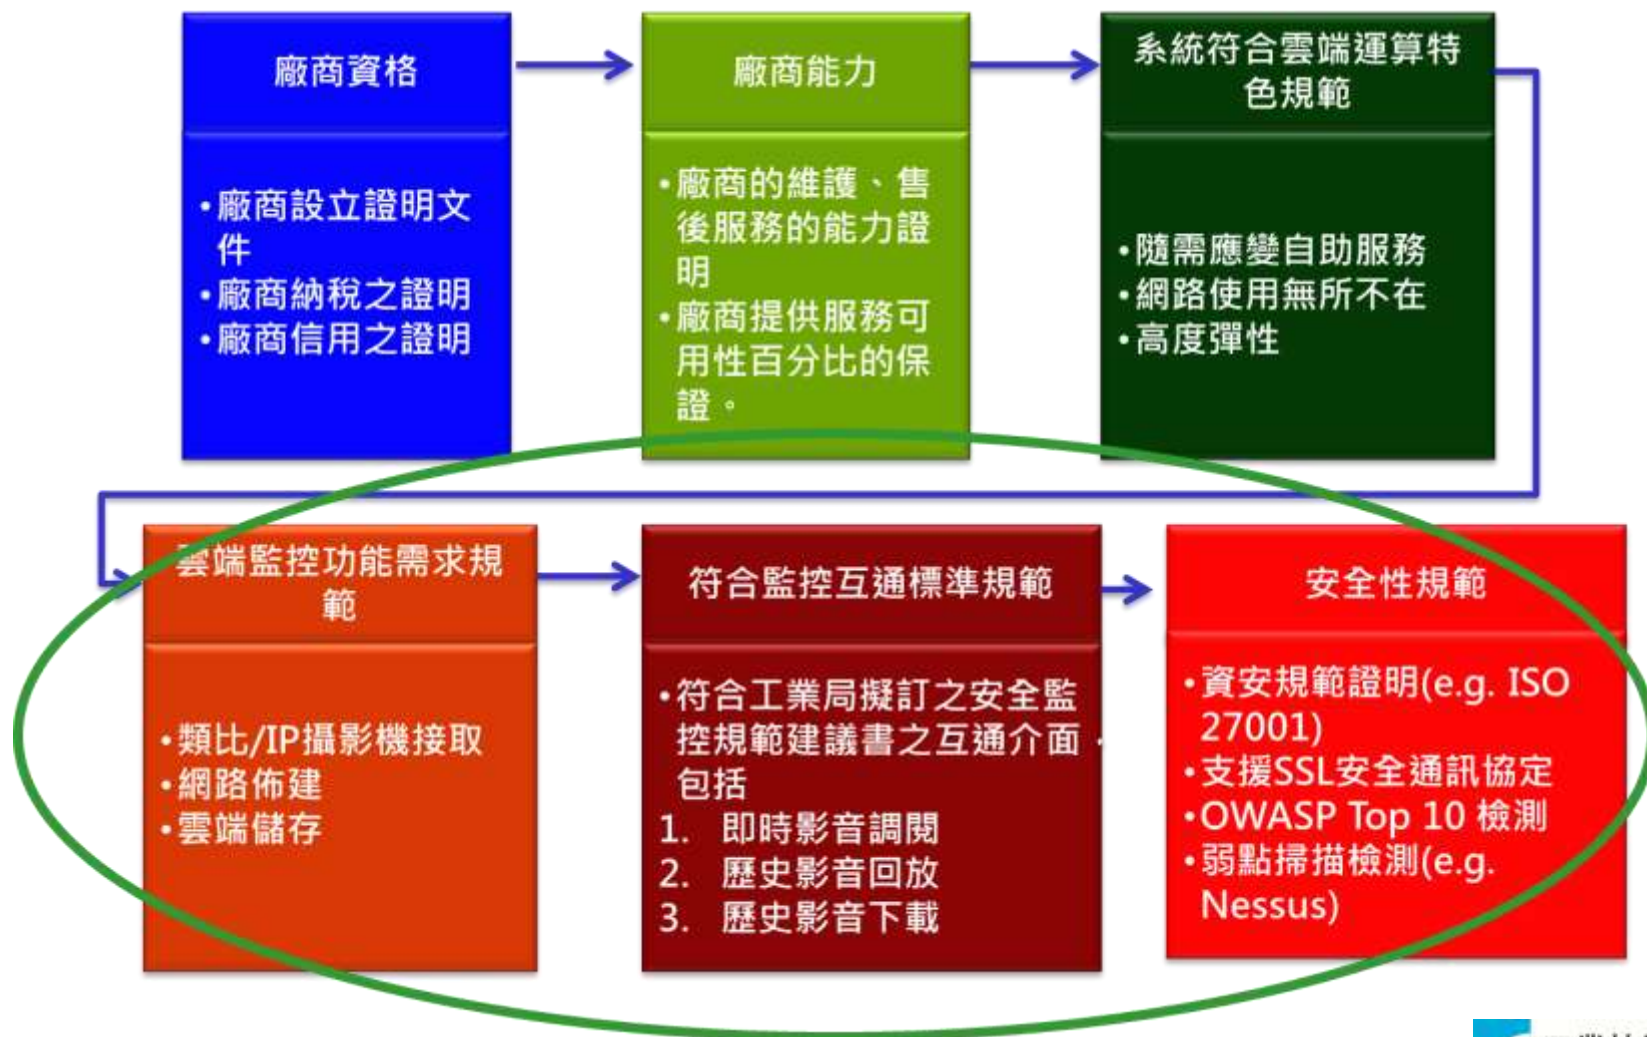 廠商資格
•廠商設立證明文
件
•廠商納稅之證明
•廠商信用之證明
廠商能力
•廠商的維護、售
後服務的能力證
明
•廠商提供服務可
用性百分比的保
證。
系統符合雲端運算特
色規範
•隨需應變自助服務
•網路使用無所不在
•高度彈性
雲端監控功能需求規
範
•類比/IP攝影機接取
•網路佈建
•雲端儲存
符合監控互通標準規範
•符合工業局擬訂之安全監
控規範建議書之互通介面，
包括
1. 即時影音調閱
2. 歷史影音回放
3. 歷史影音下載
安全性規範
•資安規範證明(e.g. ISO
27001)
•支援SSL安全通訊協定
•OWASP Top 10 檢測
•弱點掃描檢測(e.g.
Nessus)